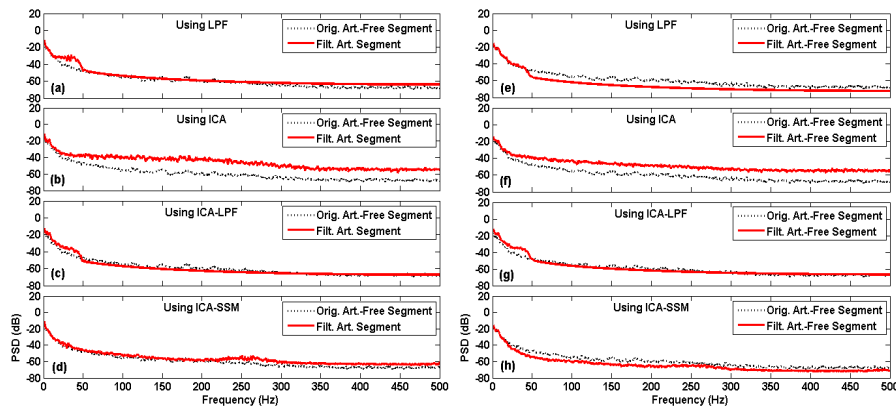 20
0
-20
-40
-60
-80
Using LPF
Orig. Art.-Free Segment
Filt. Art. Segment
(a)
20
0
-20
-40
-60
-80
Using ICA
Orig. Art.-Free Segment
Filt. Art. Segment
(b)
20
0
-20
-40
-60
-80
Using ICA-LPF
Orig. Art.-Free Segment
Filt. Art. Segment
(c)
20
0
-20
-40
-60
-80
Using ICA-SSM
Orig. Art.-Free Segment
Filt. Art. Segment
(d)
PSD (dB)
0 50 100 150 200 250 300 350 400 450 500
Frequency (Hz)
20
0
-20
-40
-60
-80
Using LPF
Orig. Art.-Free Segment
Filt. Art.-Free Segment
(e)
20
0
-20
-40
-60
-80
Using ICA
Orig. Art.-Free Segment
Filt. Art.-Free Segment
(f)
20
0
-20
-40
-60
-80
Using ICA-LPF
Orig. Art.-Free Segment
Filt. Art.-Free Segment
(g)
20
0
-20
-40
-60
-80
Using ICA-SSM
Orig. Art.-Free Segment
Filt. Art.-Free Segment
(h)
PSD (dB)
0 50 100 150 200 250 300 350 400 450 500
Frequency (Hz)